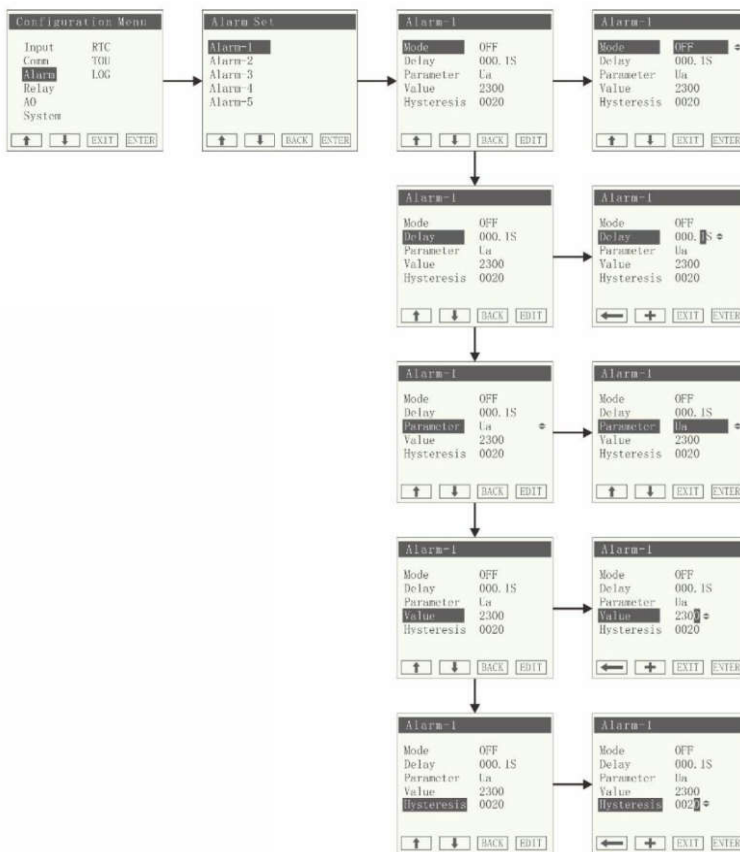 Configuration Menu
Input RTC
Comm TOU
Alarm LOG
Relay
AO
System
EXIT ENTER
Alarm Set
Alarm-1
Alarm-2
Alarm-3
Alarm-4
Alarm-5
BACK ENTER
Alarm-1
Mode OFF
Delay 000.1S
Parameter Ua
Value 2300
Hysteresis 0020
BACK EDIT
Alarm-1
Mode OFF
Delay 000.1S
Parameter Ua
Value 2300
Hysteresis 0020
EXIT ENTER
Alarm-1
Mode OFF
Delay 000.1S
Parameter Ua
Value 2300
Hysteresis 0020
BACK EDIT
Alarm-1
Mode OFF
Delay 000.1S
Parameter Ua
Value 2300
Hysteresis 0020
EXIT ENTER
Alarm-1
Mode OFF
Delay 000.1S
Parameter Ua
Value 2300
Hysteresis 0020
BACK EDIT
Alarm-1
Mode OFF
Delay 000.1S
Parameter Ua
Value 2300
Hysteresis 0020
EXIT ENTER
Alarm-1
Mode OFF
Delay 000.1S
Parameter Ua
Value 2300
Hysteresis 0020
BACK EDIT
Alarm-1
Mode OFF
Delay 000.1S
Parameter Ua
Value 2300
Hysteresis 0020
EXIT ENTER
Alarm-1
Mode OFF
Delay 000.1S
Parameter Ua
Value 2300
Hysteresis 0020
BACK EDIT
Alarm-1
Mode OFF
Delay 000.1S
Parameter Ua
Value 2300
Hysteresis 0020
EXIT ENTER